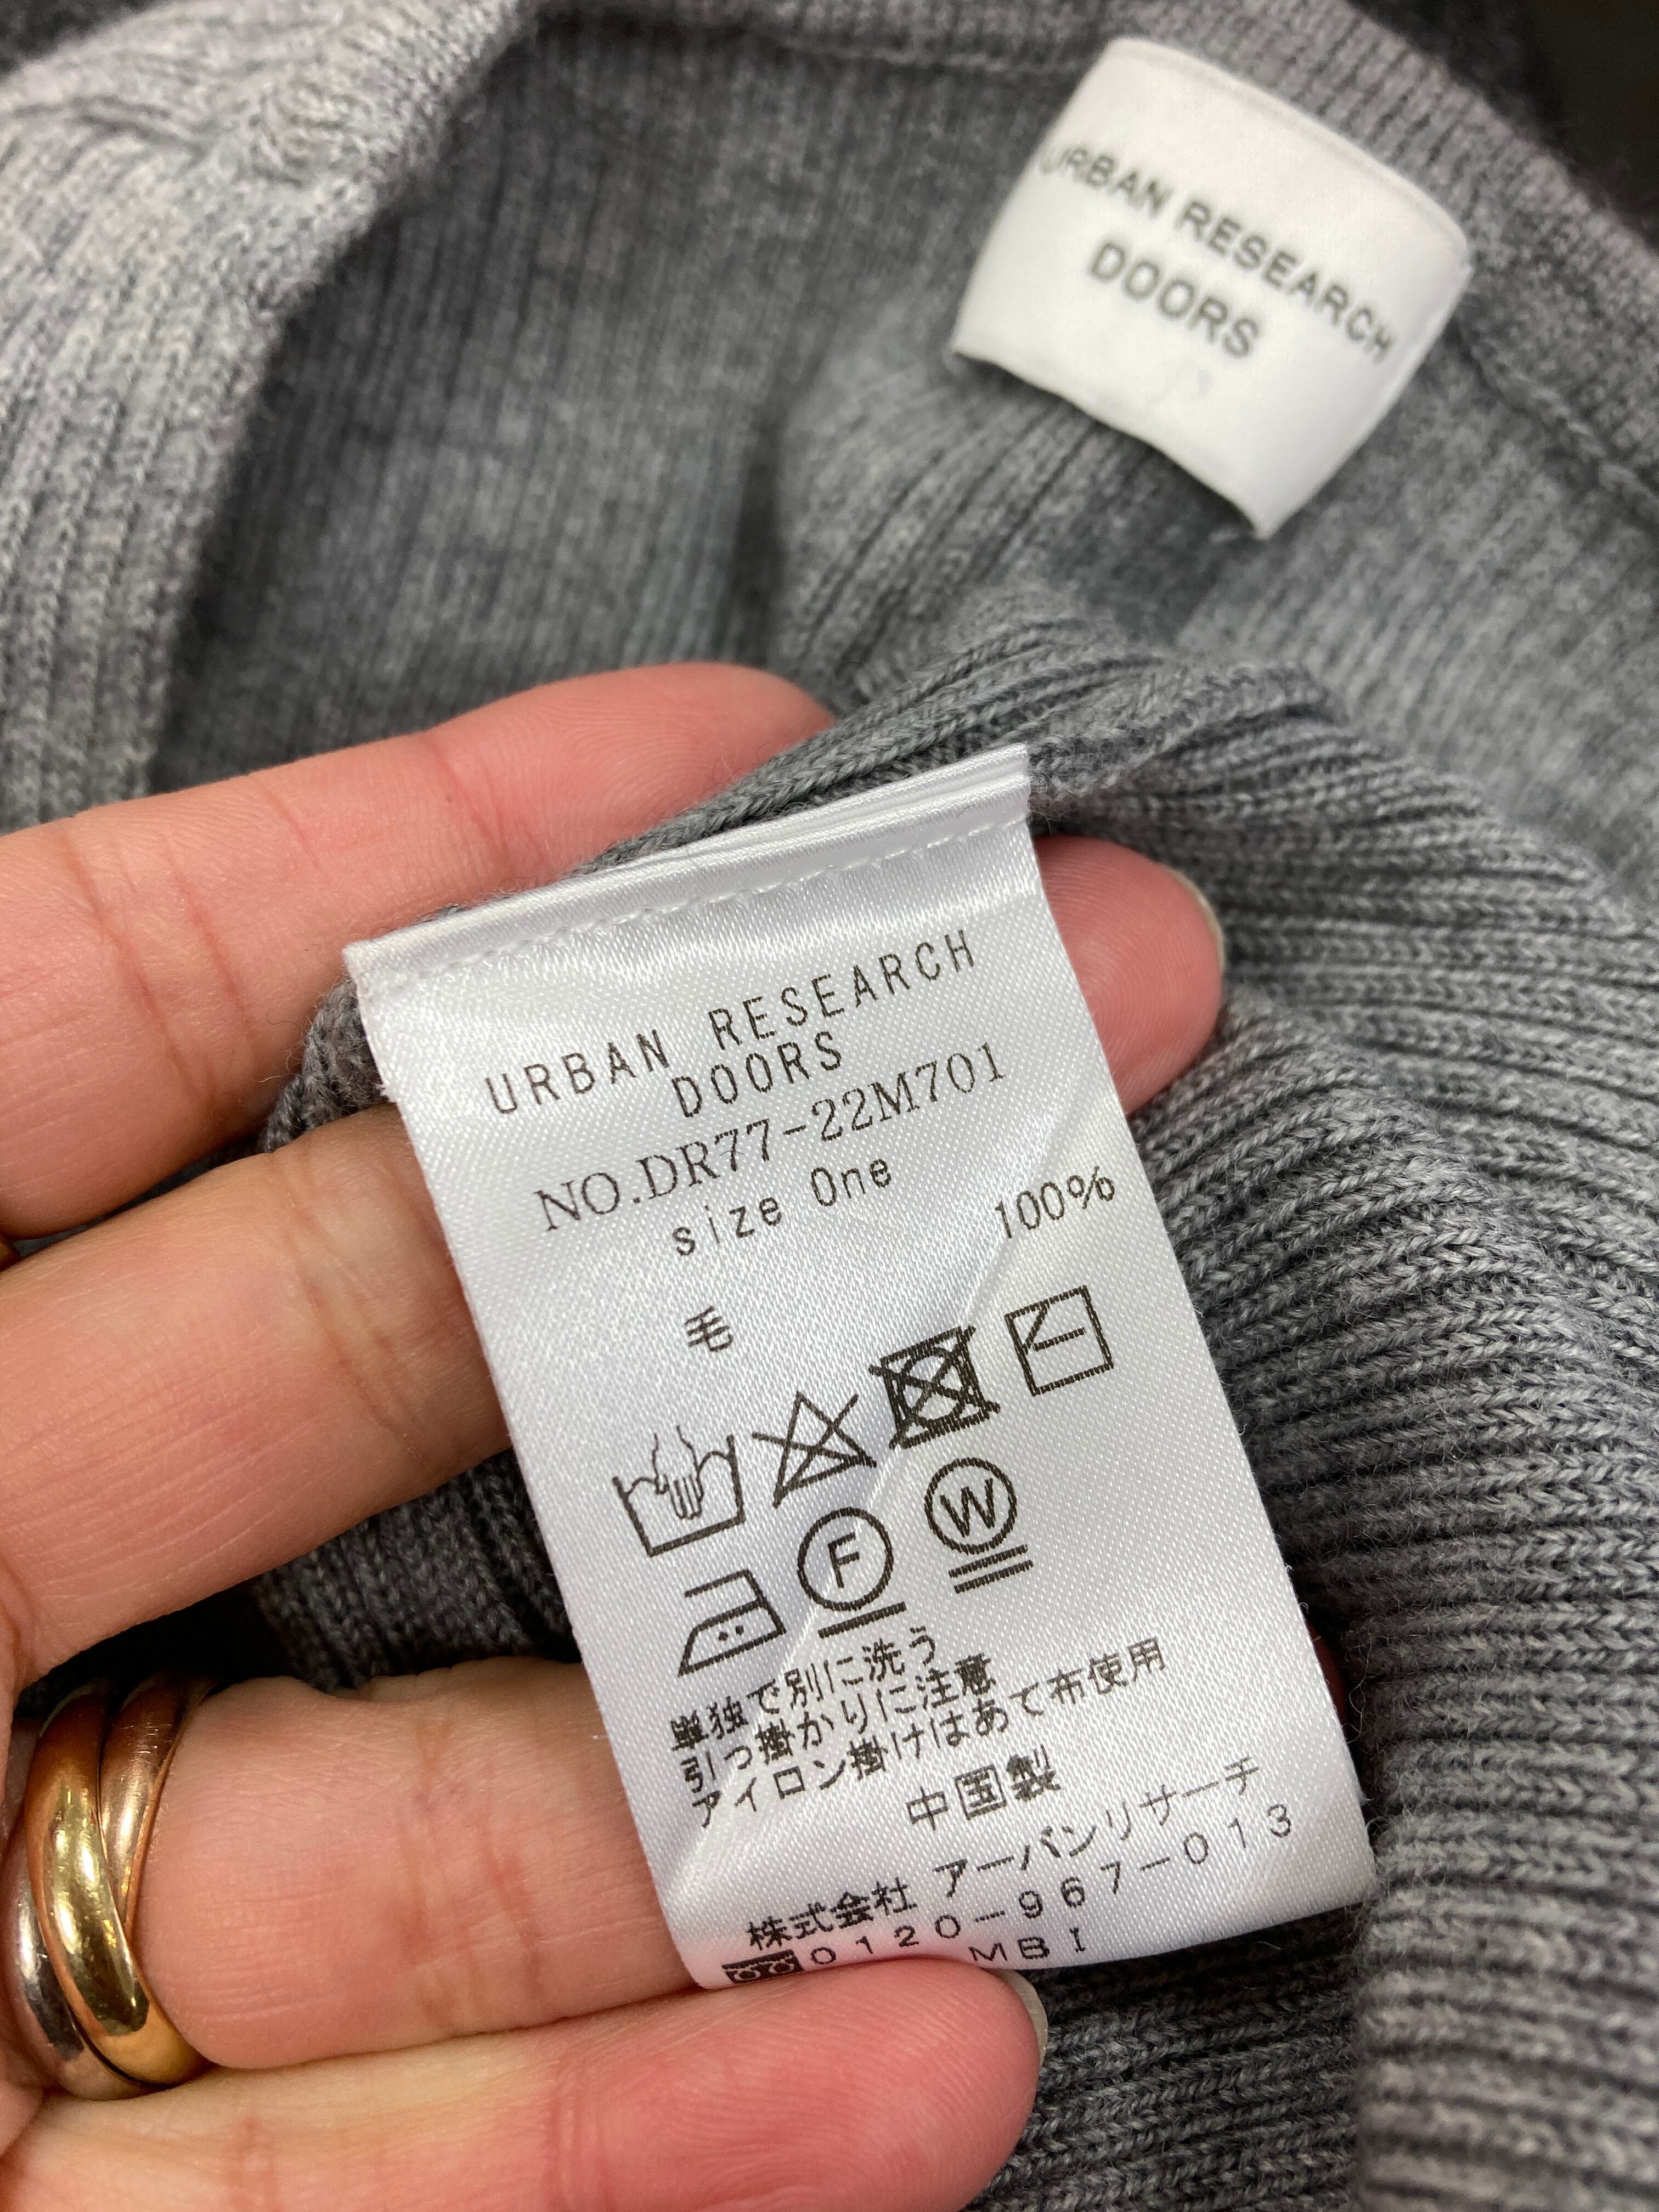 URBAN RESEARCH
DOORS
URBAN RESEARCH
DOORS
NO.DR77-22M701
size One
毛 100%
F W
単独で別に洗う
引っ掛かりに注意
アイロン掛けはあて布使用
中国製
株式会社 アーバンリサーチ
0120-967-013
MBI